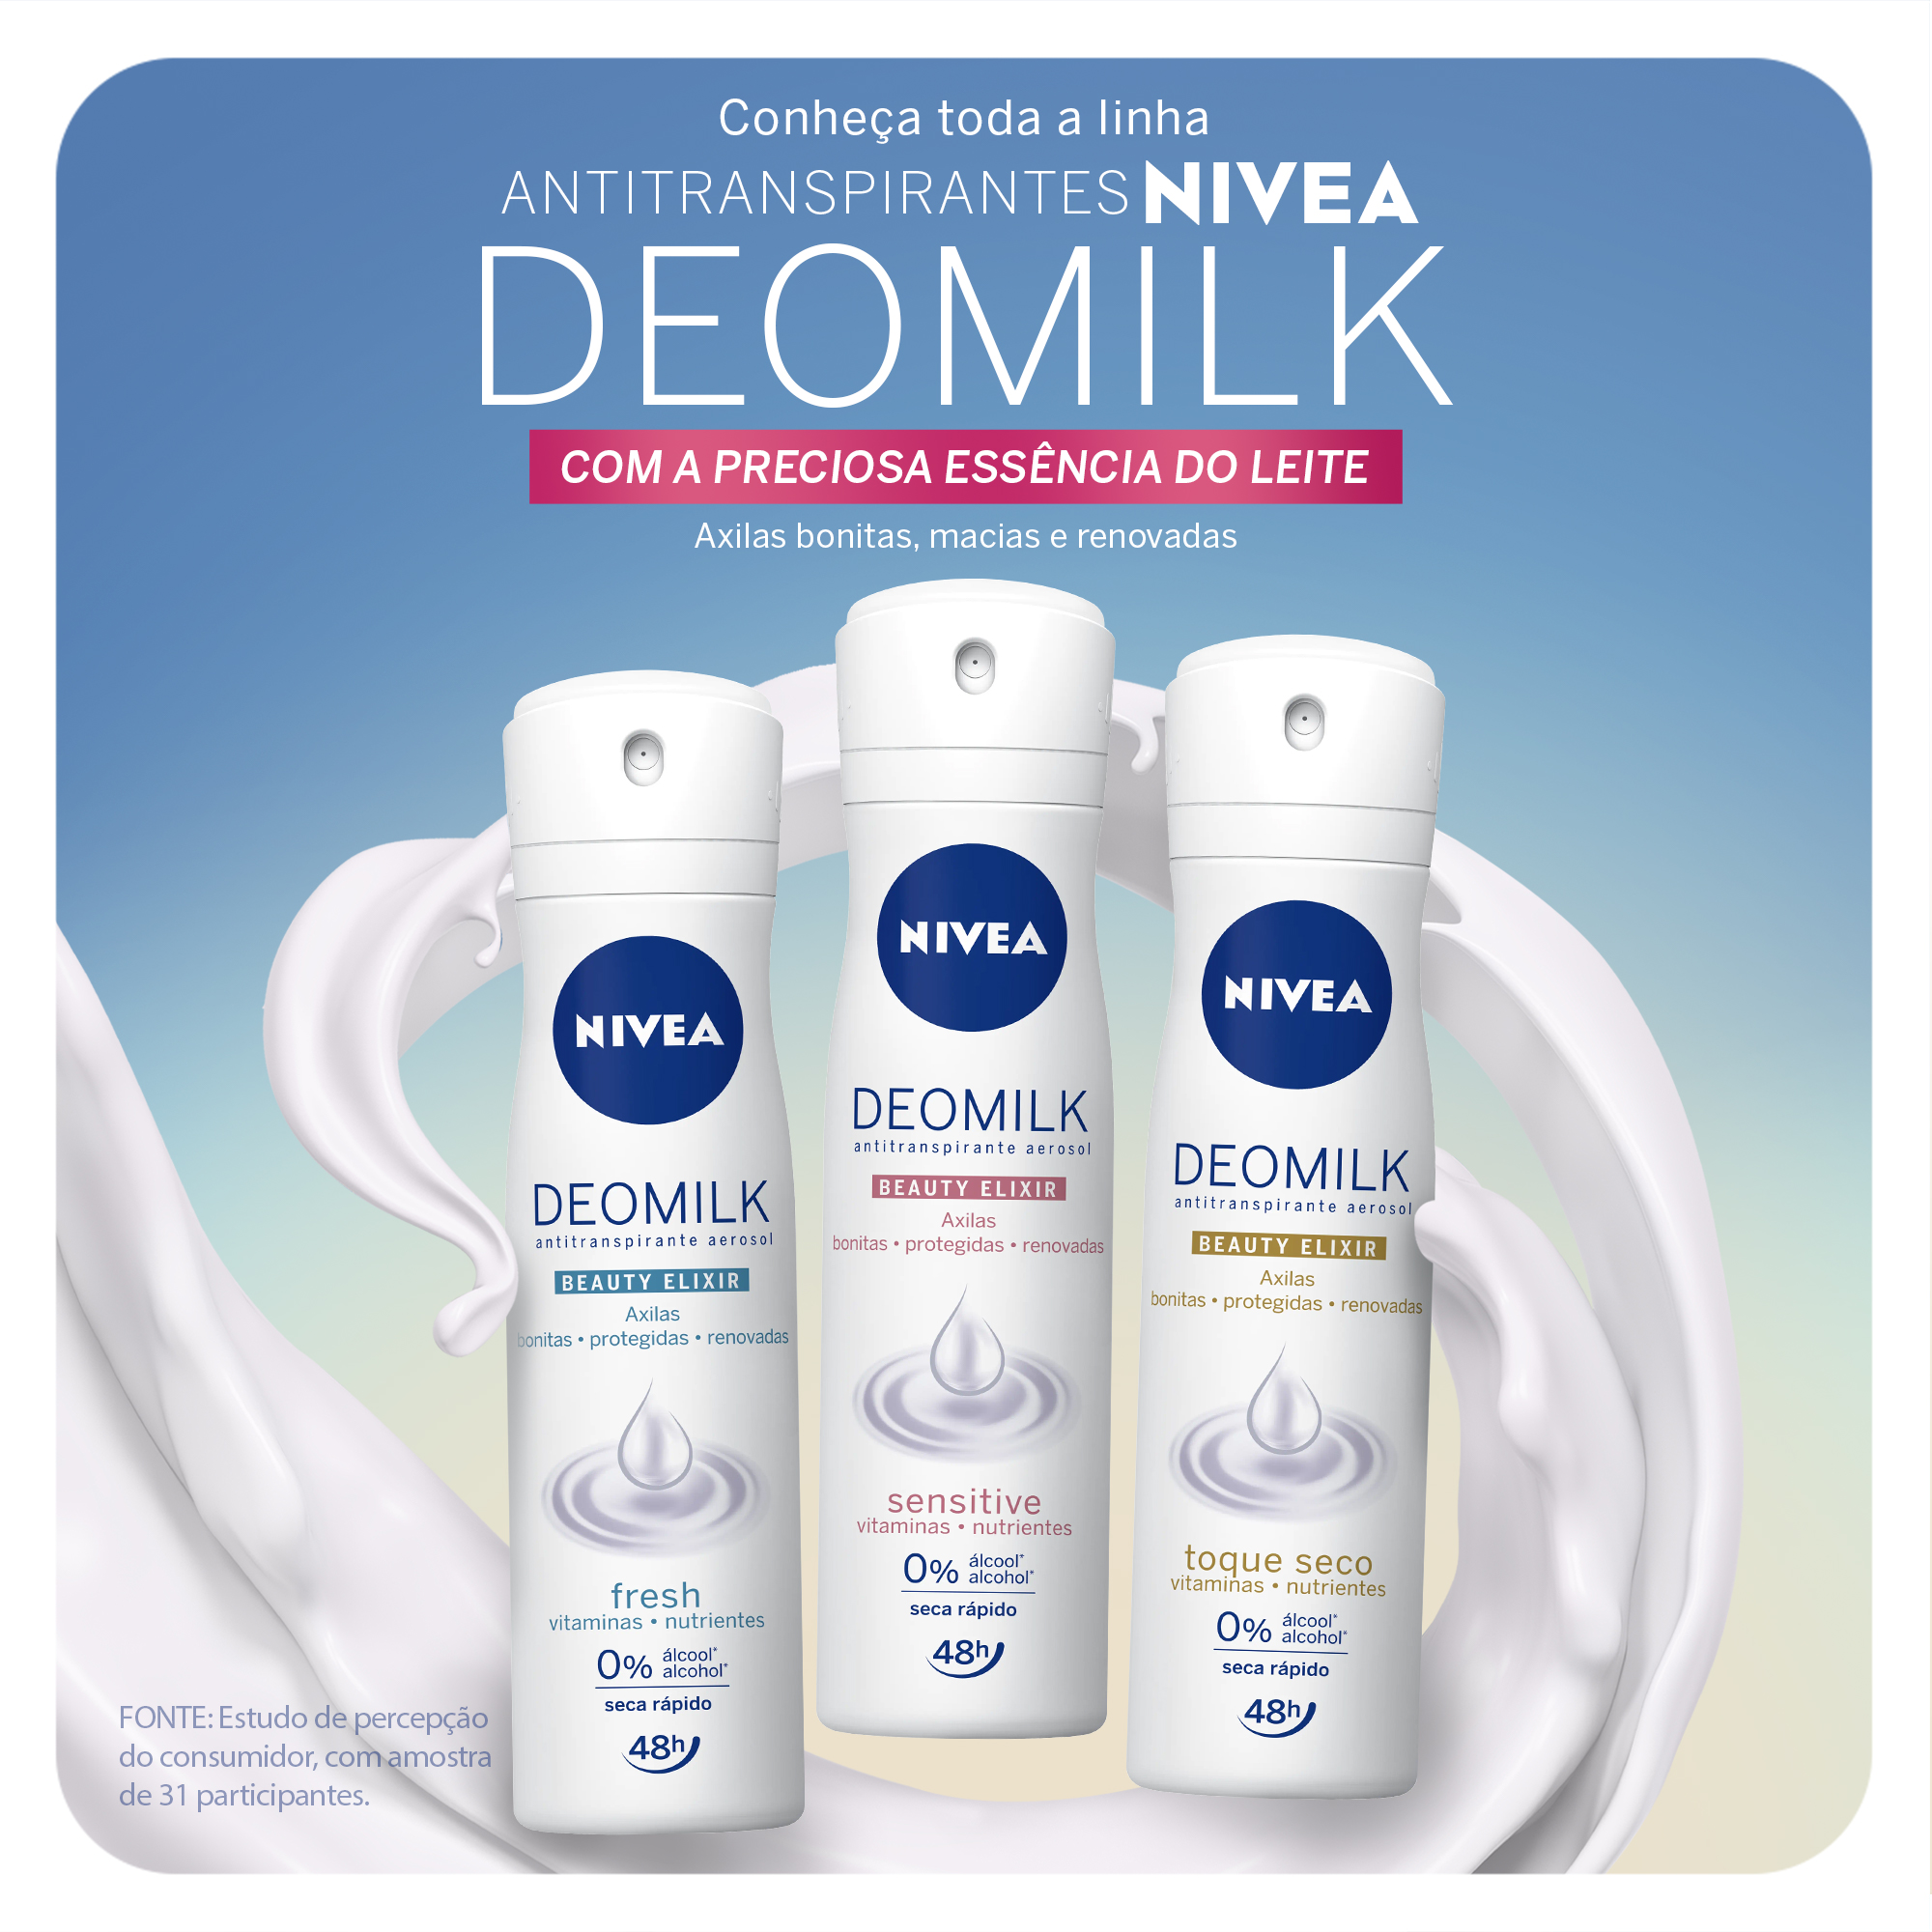 Conheça toda a linha
ANTITRANSPIRANTES NIVEA
DEOMILK
COM A PRECIOSA ESSÊNCIA DO LEITE
Axilas bonitas, macias e renovadas
NIVEA
DEOMILK
antitranspirante aerosol
BEAUTY ELIXIR
Axilas
bonitas • protegidas • renovadas
fresh
vitaminas • nutrientes
0% álcool*
alcohol*
seca rápido
48h
NIVEA
DEOMILK
antitranspirante aerosol
BEAUTY ELIXIR
Axilas
bonitas • protegidas • renovadas
sensitive
vitaminas • nutrientes
0% álcool*
alcohol*
seca rápido
48h
NIVEA
DEOMILK
antitranspirante aerosol
BEAUTY ELIXIR
Axilas
bonitas • protegidas • renovadas
toque seco
vitaminas • nutrientes
0% álcool*
alcohol*
seca rápido
48h
FONTE: Estudo de percepção
do consumidor, com amostra
de 31 participantes.